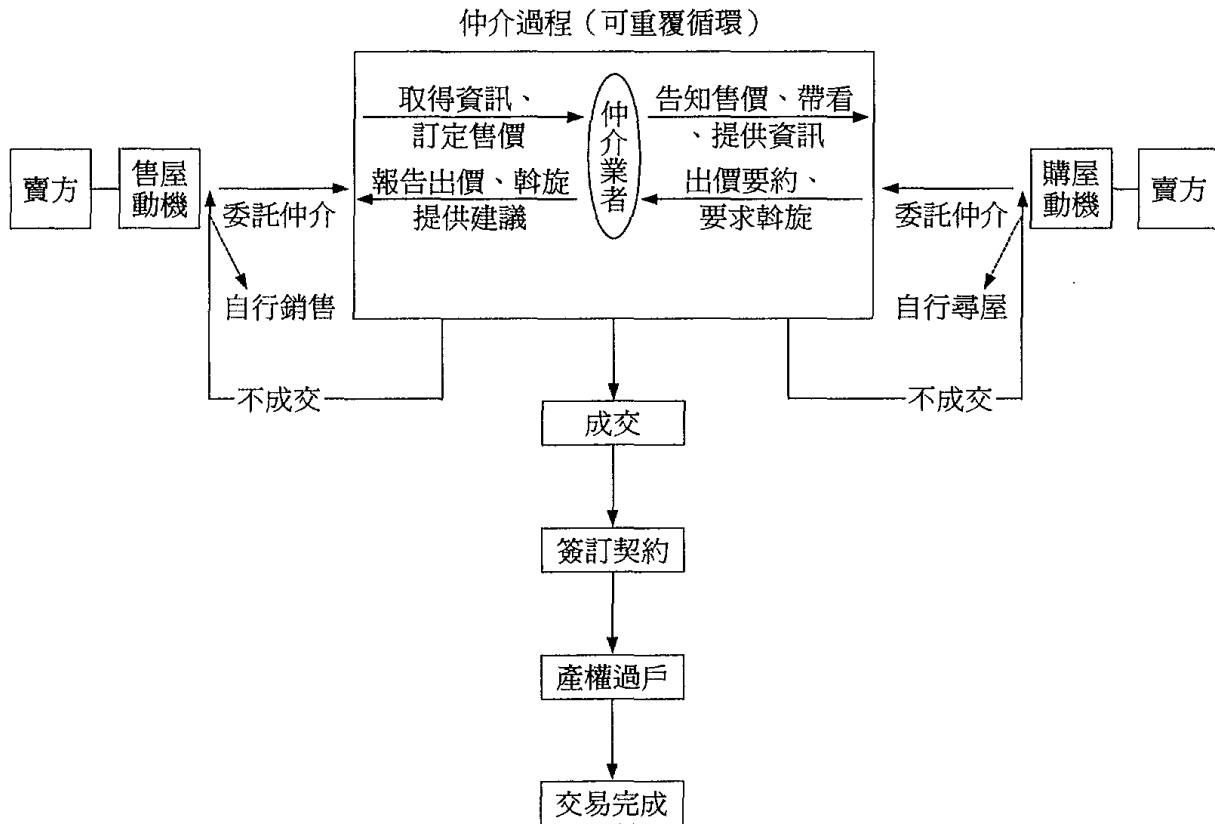 仲介過程（可重覆循環）
取得資訊、
訂定售價
仲介業者
告知售價、帶看
、提供資訊
賣方
售屋
動機
委託仲介
報告出價、斡旋
提供建議
出價要約、
要求斡旋
委託仲介
購屋
動機
賣方
自行銷售
自行尋屋
不成交
不成交
成交
簽訂契約
產權過戶
交易完成